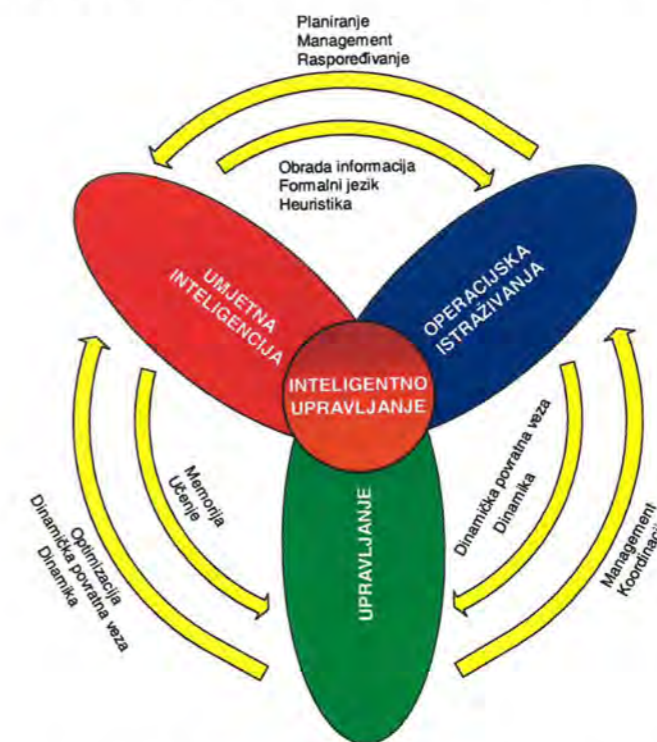 Planiranje
Management
Raspoređivanje
Obrada informacija
Formalni jezik
Heuristika
UMJETNA
INTELIGENCIJA
OPERACIJSKA
ISTRAŽIVANJA
INTELIGENTNO
UPRAVLJANJE
UPRAVLJANJE
Memorija
Učenje
Optimizacija
Dinamička povratna veza
Dinamika
Dinamička povratna veza
Dinamika
Management